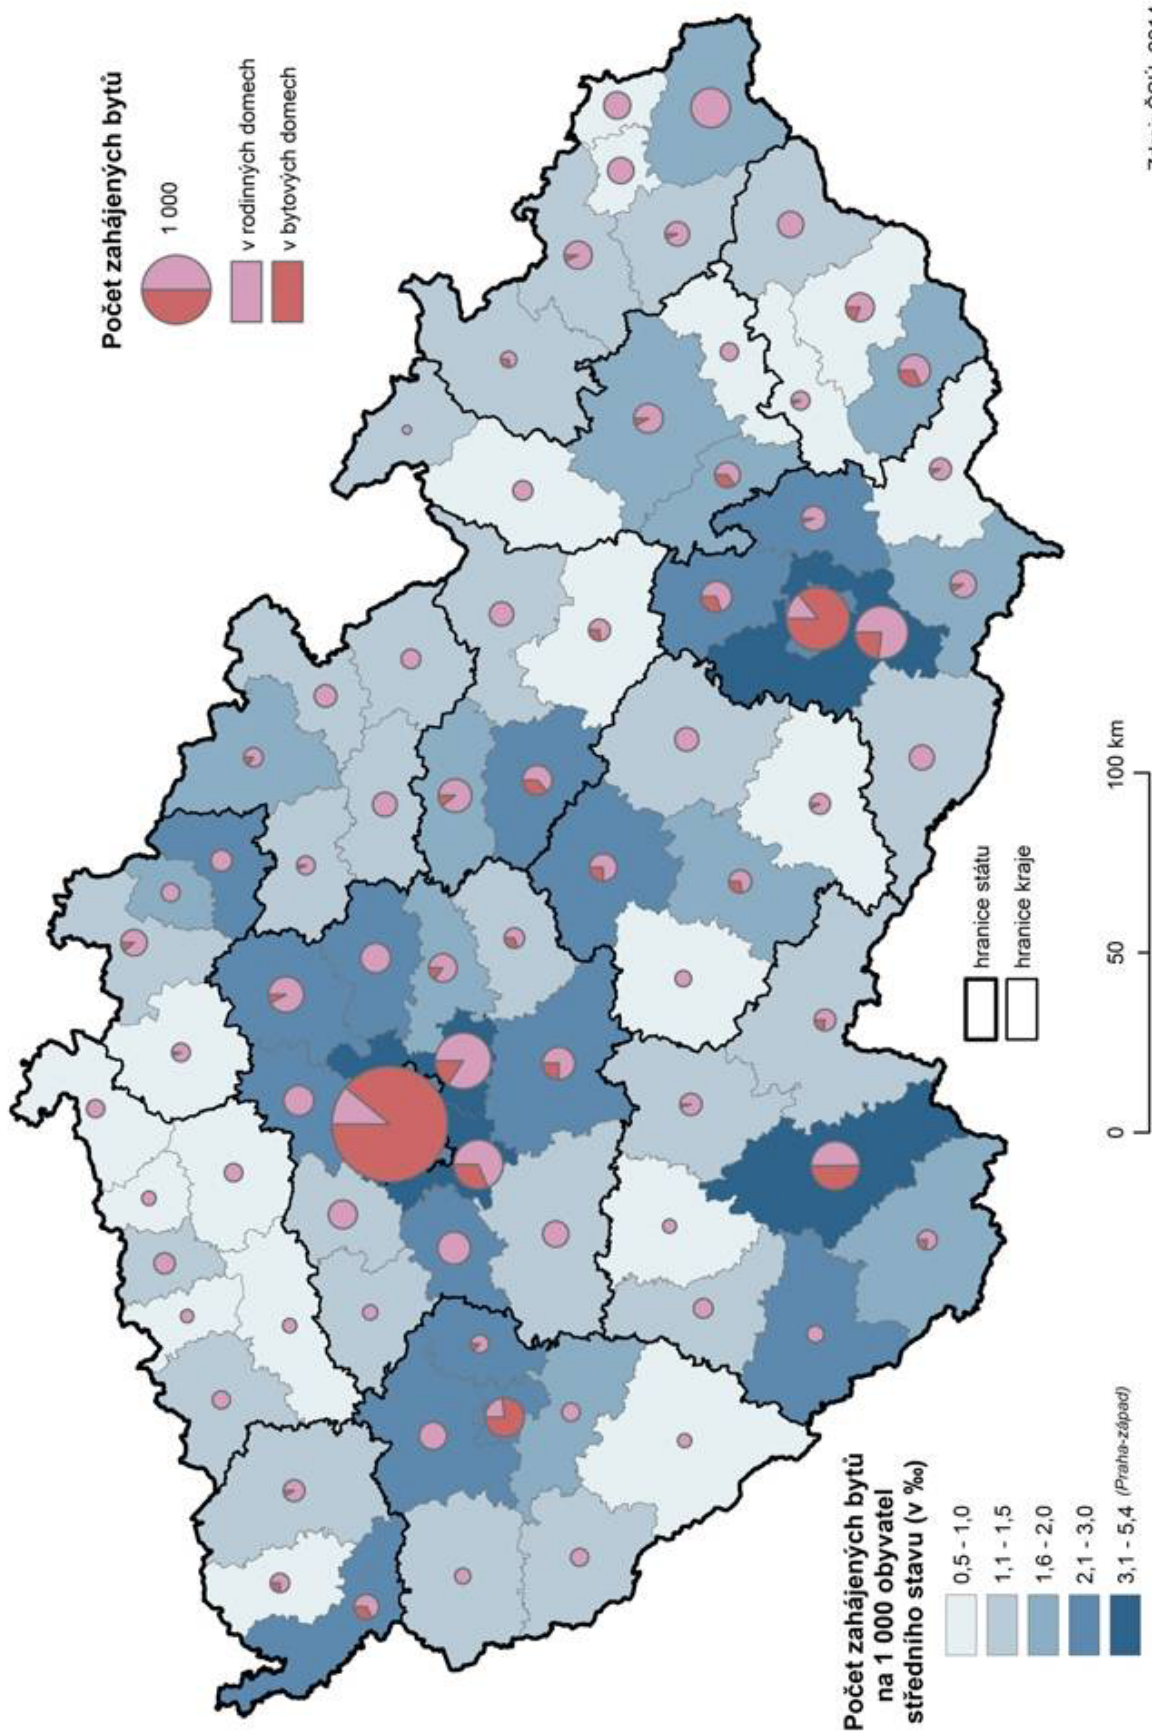 Počet zahájených bytů
1 000
v rodinných domech
v bytových domech
Počet zahájených bytů
na 1 000 obyvatel
středního stavu (v ‰)
0,5 - 1,0
1,1 - 1,5
1,6 - 2,0
2,1 - 3,0
3,1 - 5,4 (Praha-západ)
hranice státu
hranice kraje
0 50 100 km